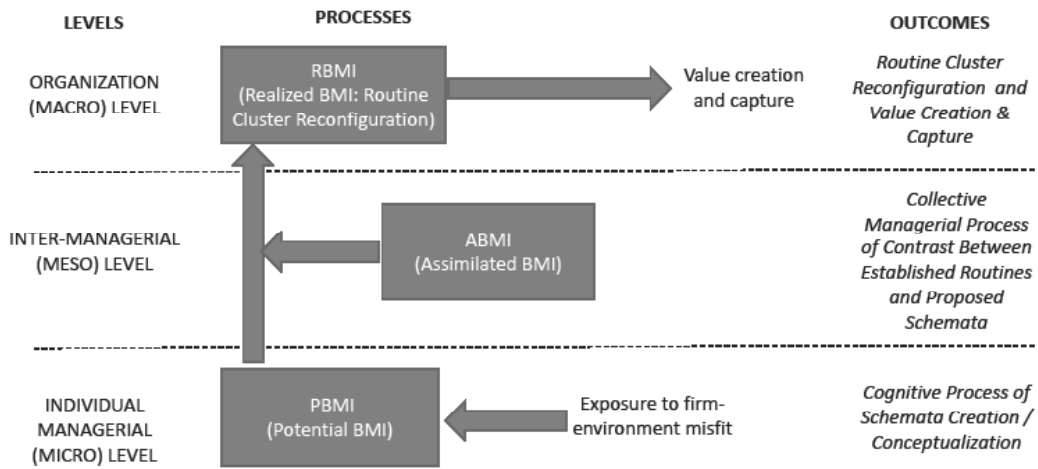 LEVELS
PROCESSES
OUTCOMES
ORGANIZATION
(MACRO) LEVEL
RBMI
(Realized BMI: Routine
Cluster Reconfiguration)
Value creation
and capture
Routine Cluster
Reconfiguration and
Value Creation &
Capture
INTER-MANAGERIAL
(MESO) LEVEL
ABMI
(Assimilated BMI)
Collective
Managerial Process
of Contrast Between
Established Routines
and Proposed
Schemata
INDIVIDUAL
MANAGERIAL
(MICRO) LEVEL
PBMI
(Potential BMI)
Exposure to firm-
environment misfit
Cognitive Process of
Schemata Creation /
Conceptualization